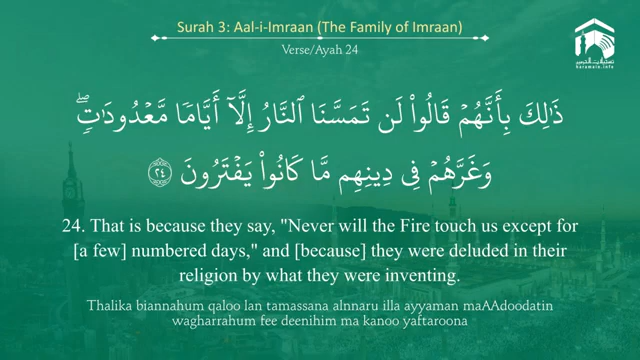 Surah 3: Aal-i-Imraan (The Family of Imraan)
Verse/Ayah 24
haramain.info
ذَٰلِكَ بِأَنَّهُمۡ قَالُواْ لَن تَمَسَّنَا ٱلنَّارُ إِلَّآ أَيَّامٗا مَّعۡدُودَٰتٖۖ
وَغَرَّهُمۡ فِي دِينِهِم مَّا كَانُواْ يَفۡتَرُونَ ٢٤
24. That is because they say, "Never will the Fire touch us except for
[a few] numbered days," and [because] they were deluded in their
religion by what they were inventing.
Thalika biannahum qaloo lan tamassana alnnaru illa ayyaman maAAdoodatin
wagharrahum fee deenihim ma kanoo yaftaroona